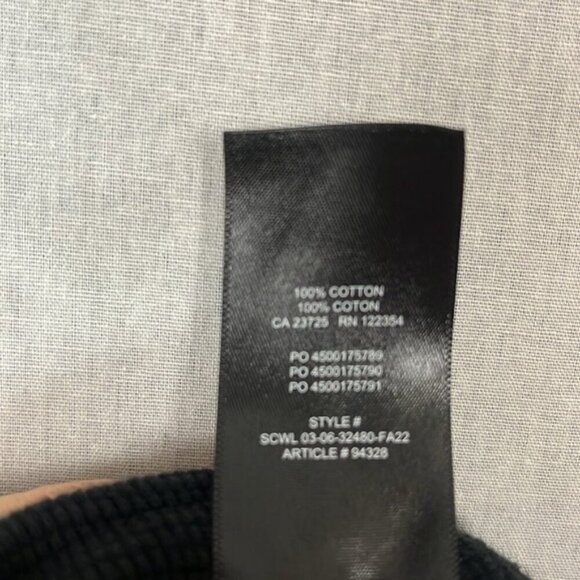 100% COTTON
100% COTON
CA 23725 RN 122354
PO 4500175789
PO 4500175790
PO 4500175791
STYLE #
SCWL 03-06-32480-FA22
ARTICLE # 94328